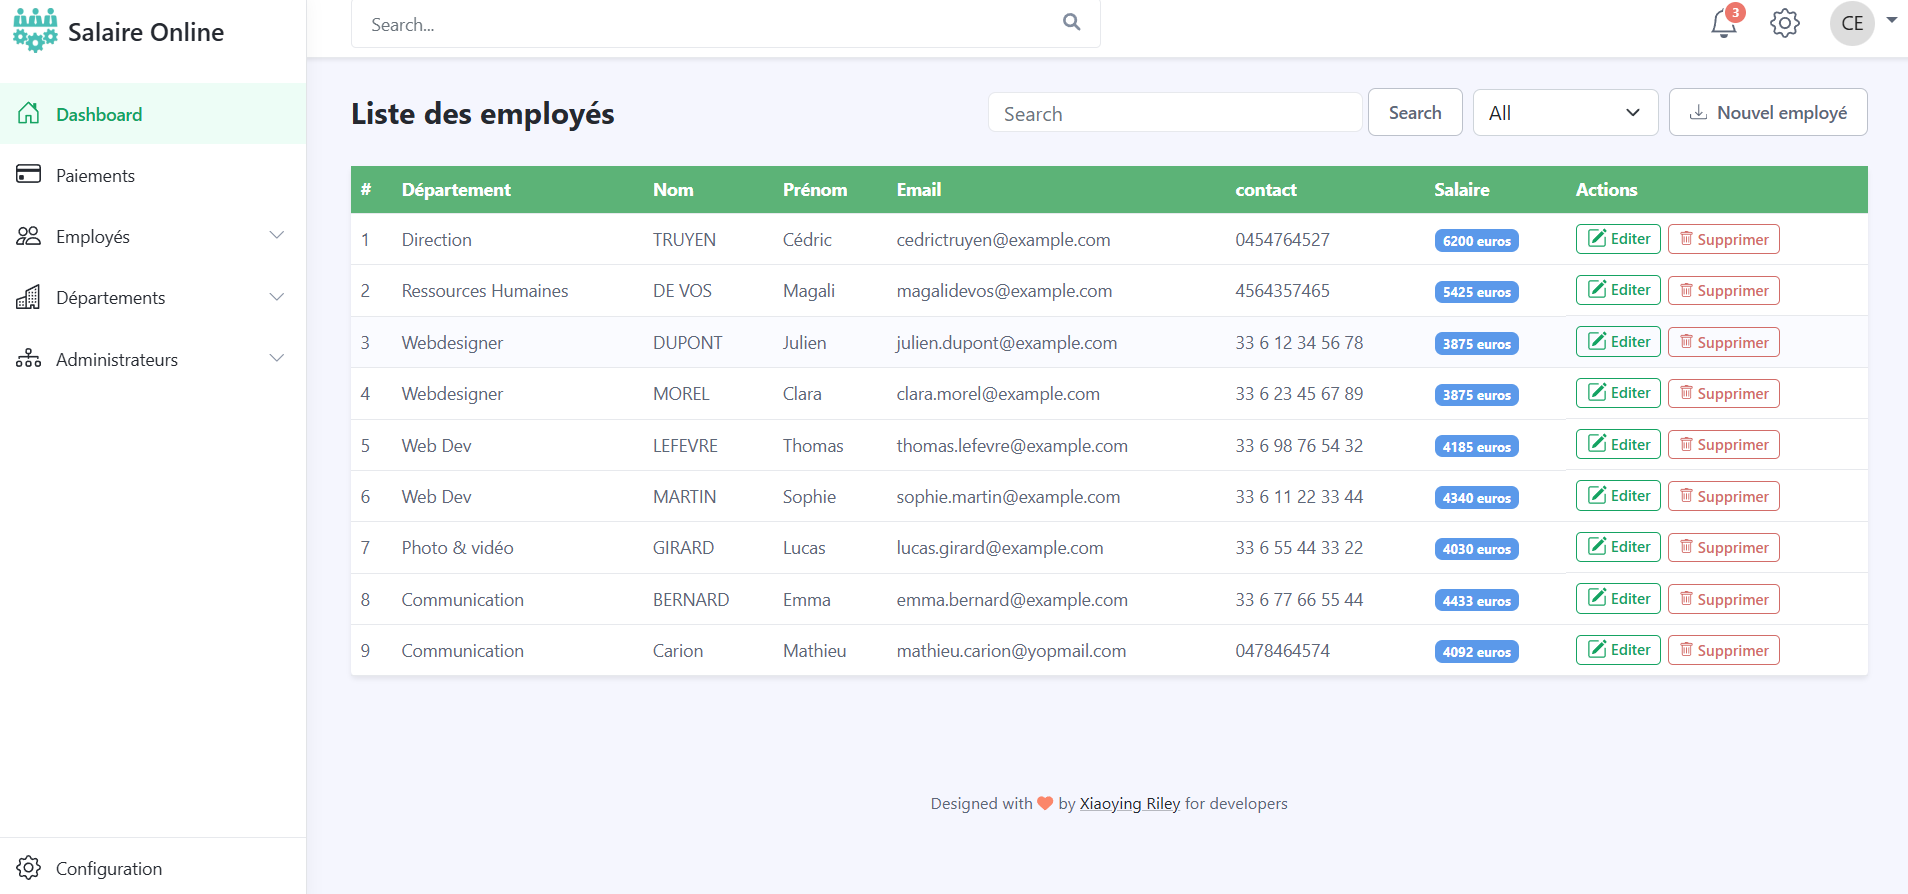 Salaire Online
Search...
3
CE
Dashboard
Paiements
Employés
Départements
Administrateurs
Configuration
Liste des employés
Search
Search
All
Nouvel employé
# Département Nom Prénom Email contact Salaire Actions
1 Direction TRUYEN Cédric cedrictruyen@example.com 0454764527 6200 euros Editer Supprimer
2 Ressources Humaines DE VOS Magali magalidevos@example.com 4564357465 5425 euros Editer Supprimer
3 Webdesigner DUPONT Julien julien.dupont@example.com 33 6 12 34 56 78 3875 euros Editer Supprimer
4 Webdesigner MOREL Clara clara.morel@example.com 33 6 23 45 67 89 3875 euros Editer Supprimer
5 Web Dev LEFEVRE Thomas thomas.lefevre@example.com 33 6 98 76 54 32 4185 euros Editer Supprimer
6 Web Dev MARTIN Sophie sophie.martin@example.com 33 6 11 22 33 44 4340 euros Editer Supprimer
7 Photo & vidéo GIRARD Lucas lucas.girard@example.com 33 6 55 44 33 22 4030 euros Editer Supprimer
8 Communication BERNARD Emma emma.bernard@example.com 33 6 77 66 55 44 4433 euros Editer Supprimer
9 Communication Carion Mathieu mathieu.carion@yopmail.com 0478464574 4092 euros Editer Supprimer
Designed with by Xiaoying Riley for developers